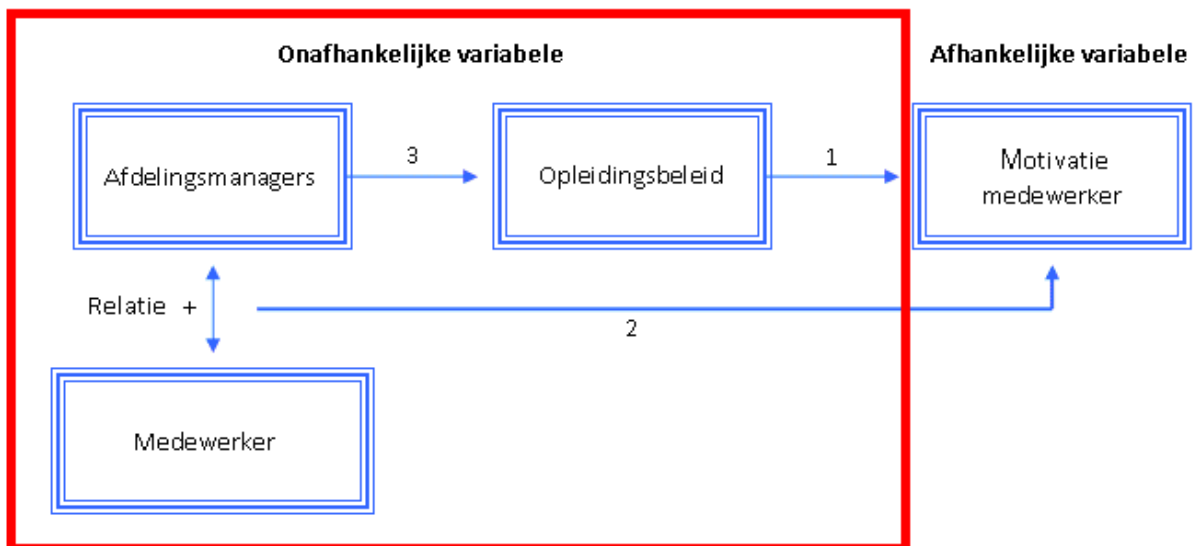 Onafhankelijke variabele
Afhankelijke variabele
Afdelingsmanagers
3
Opleidingsbeleid
1
Motivatie
medewerker
Relatie +
2
Medewerker